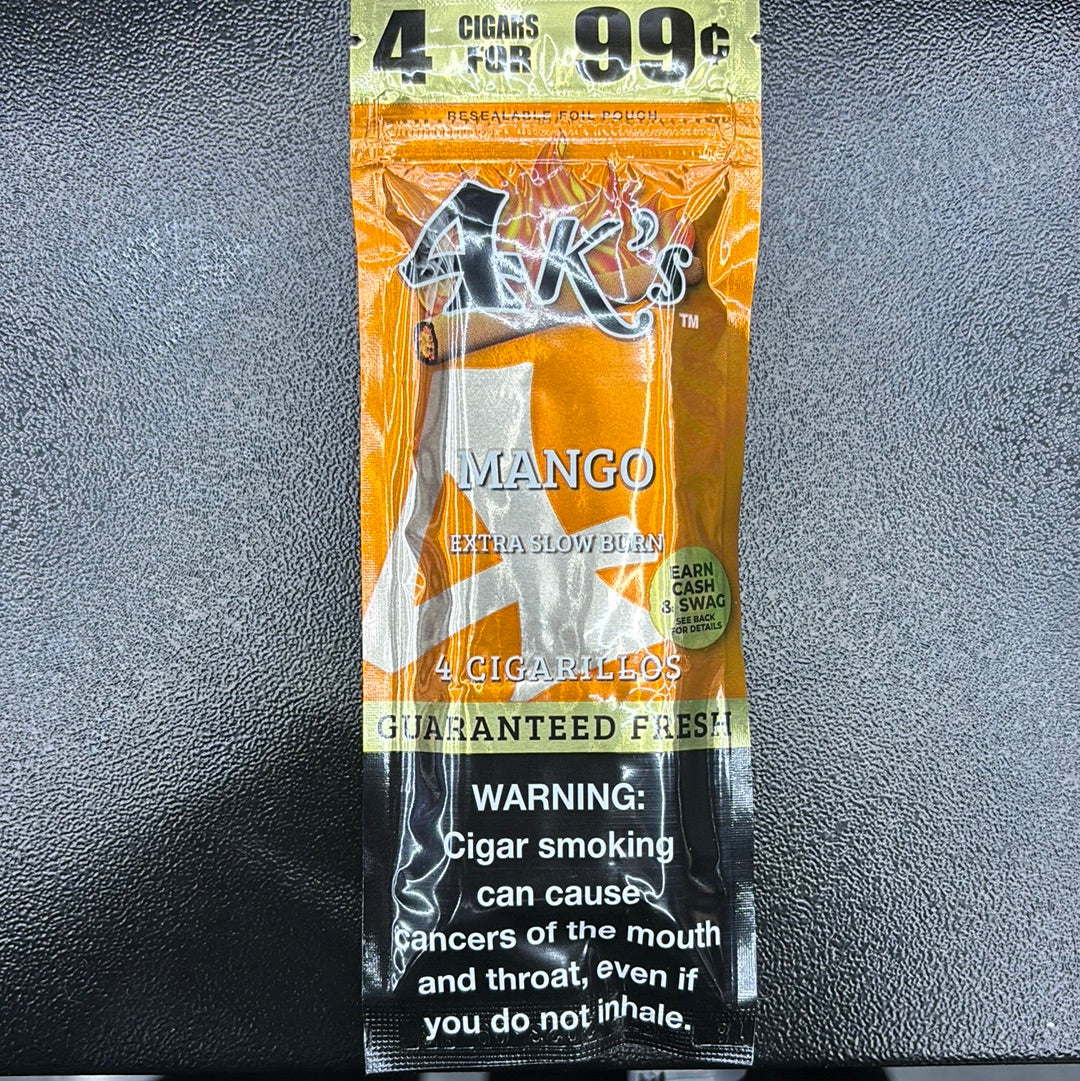 4 CIGARS FOR 99¢
RESEALABLE FOIL POUCH
A-K's
TM
MANGO
EXTRA SLOW BURN
EARN
CASH
& SWAG
SEE BACK
FOR DETAILS
4 CIGARILLOS
GUARANTEED FRESH
WARNING:
Cigar smoking
can cause
cancers of the mouth
and throat, even if
you do not inhale.